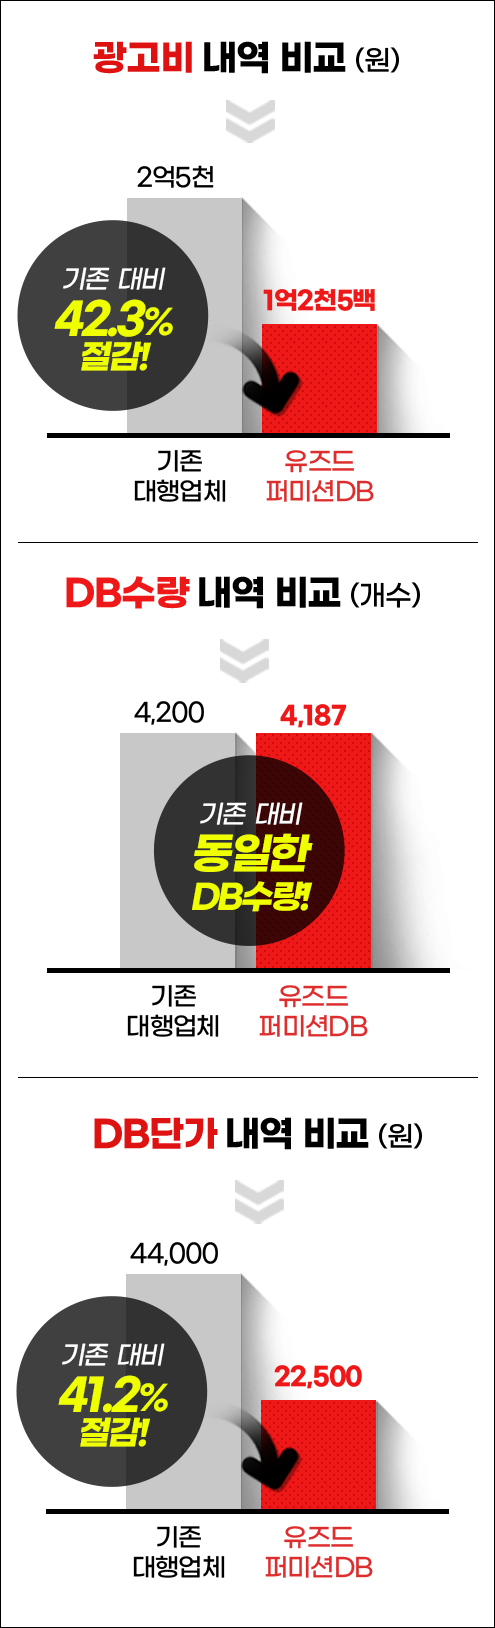 광고비 내역 비교 (원)
2억5천
기존 대비
42.3%
절감!
1억2천5백
기존
대행업체
유즈드
퍼미션DB
DB수량 내역 비교 (개수)
4,200
4,187
기존 대비
동일한
DB수량!
기존
대행업체
유즈드
퍼미션DB
DB단가 내역 비교 (원)
44,000
기존 대비
41.2%
절감!
22,500
기존
대행업체
유즈드
퍼미션DB